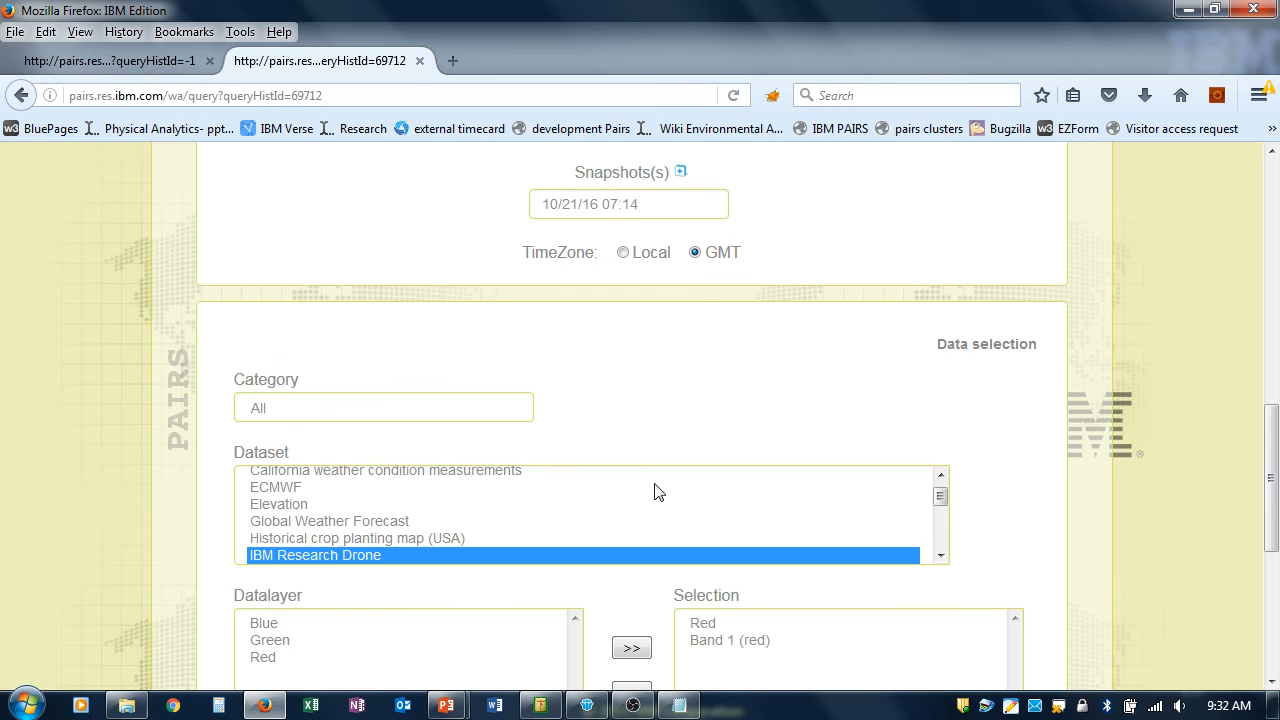 Mozilla Firefox: IBM Edition
File Edit View History Bookmarks Tools Help
http://pairs.res...?queryHistId=-1
http://pairs.res...eryHistId=69712
pairs.res.ibm.com/wa/query?queryHistId=69712
Search
w3 BluePages Physical Analytics- ppt... IBM Verse Research external timecard development Pairs Wiki Environmental A... IBM PAIRS pairs clusters Bugzilla w3 EZForm Visitor access request
Snapshots(s)
10/21/16 07:14
TimeZone: Local GMT
Data selection
Category
All
Dataset
California weather condition measurements
ECMWF
Elevation
Global Weather Forecast
Historical crop planting map (USA)
IBM Research Drone
Datalayer
Blue
Green
Red
>>
Selection
Red
Band 1 (red)
PAIRS
IBM
9:32 AM